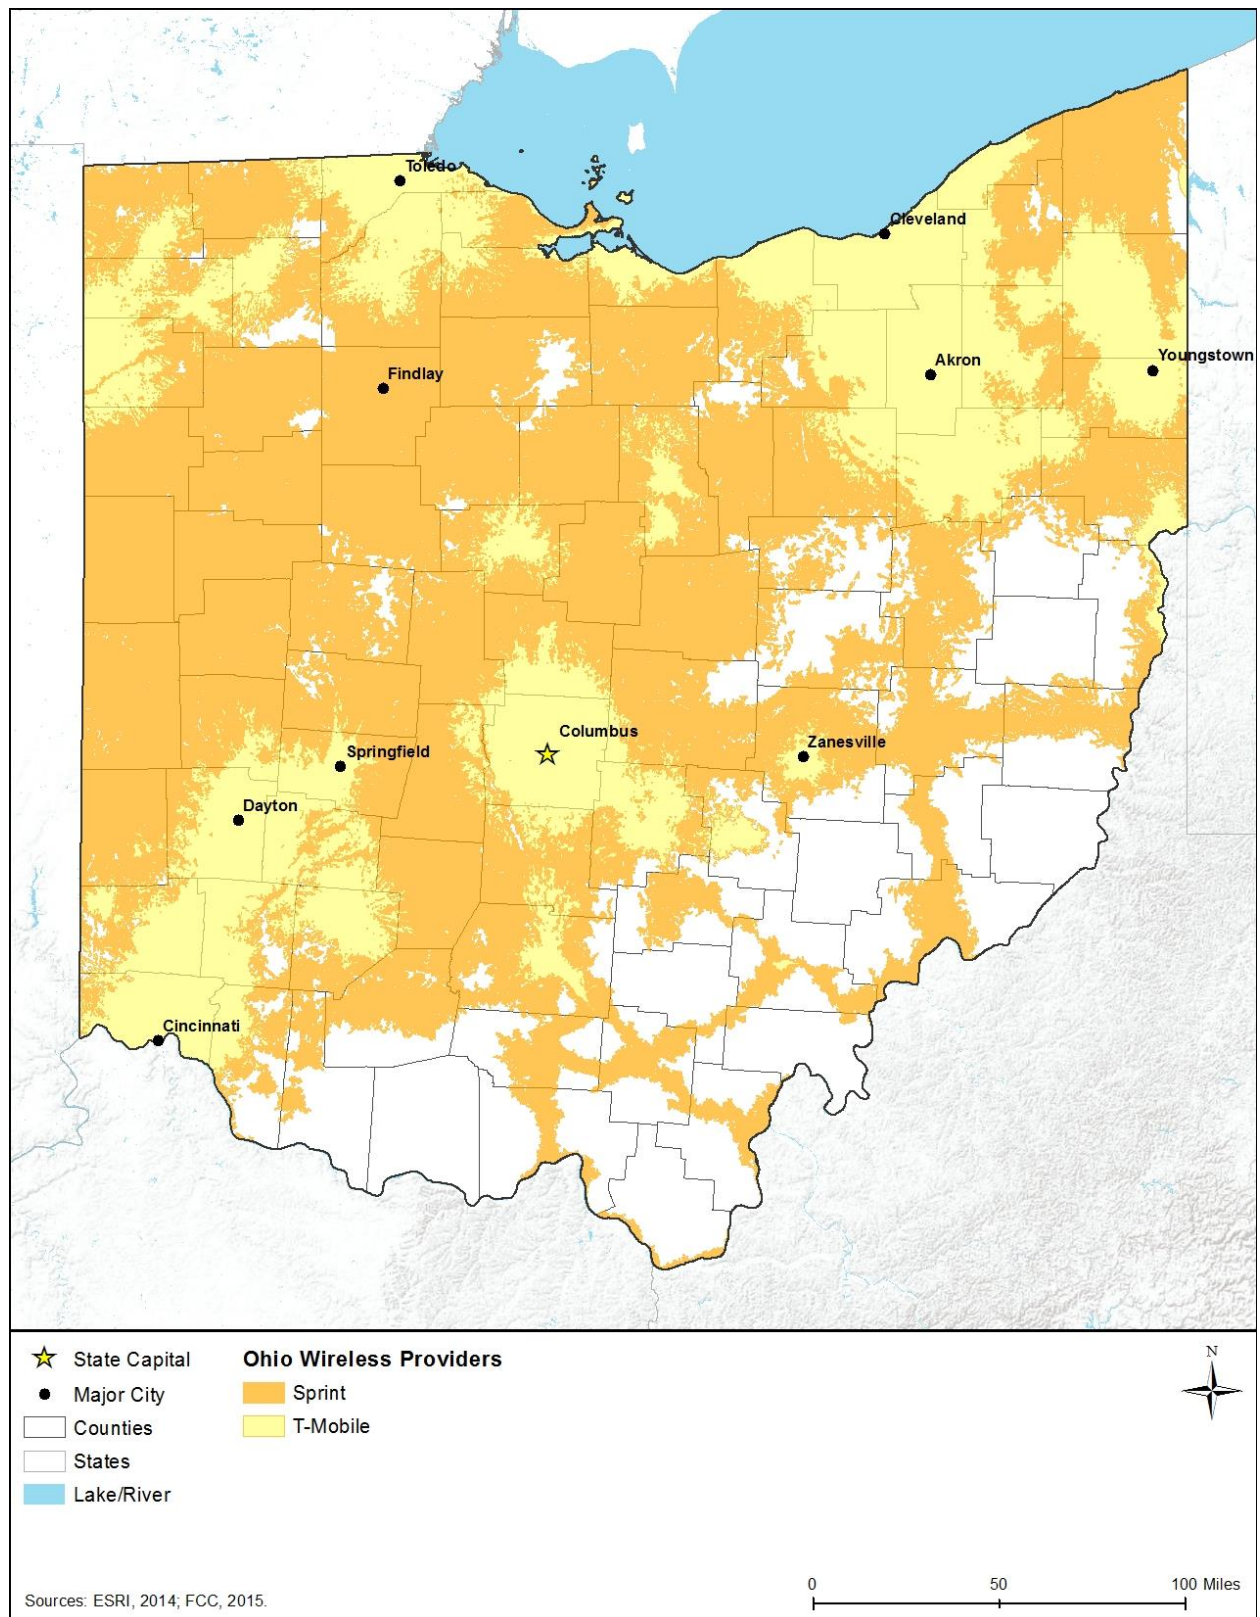 Toledo
Cleveland
Akron
Youngstown
Findlay
Columbus
Zanesville
Springfield
Dayton
Cincinnati
State Capital
Major City
Counties
States
Lake/River
Ohio Wireless Providers
Sprint
T-Mobile
N
0 50 100 Miles
Sources: ESRI, 2014; FCC, 2015.